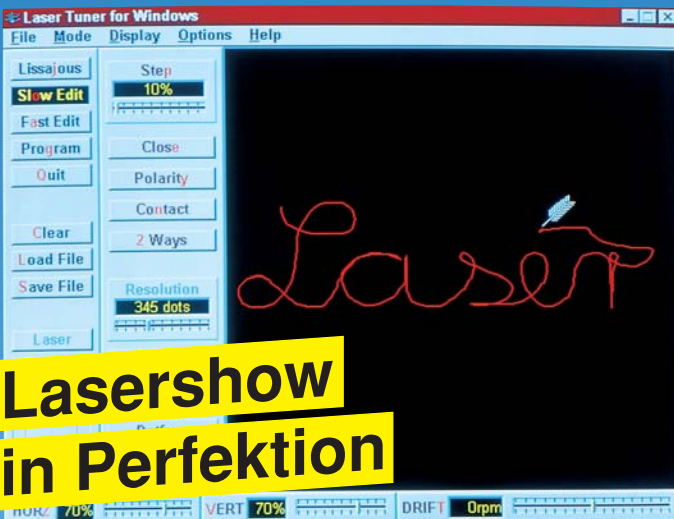 Laser Tuner for Windows
File Mode Display Options Help
Lissajous
Slow Edit
Fast Edit
Program
Quit
Clear
Load File
Save File
Laser
Step
10%
Close
Polarity
Contact
2 Ways
Resolution
345 dots
Laser
Lasershow
in Perfektion
HORZ 70% VERT 70% DRIFT 0rpm